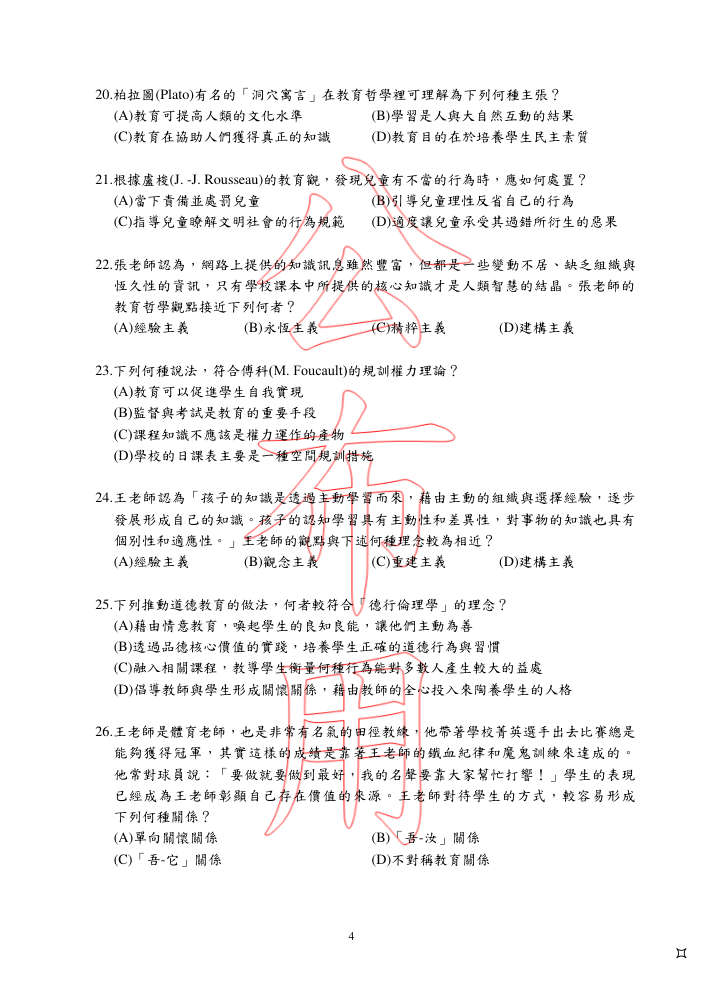 20.柏拉圖(Plato)有名的「洞穴寓言」在教育哲學裡可理解為下列何種主張？
(A)教育可提高人類的文化水準 (B)學習是人與大自然互動的結果
(C)教育在協助人們獲得真正的知識 (D)教育目的在於培養學生民主素質
21.根據盧梭(J. -J. Rousseau)的教育觀，發現兒童有不當的行為時，應如何處置？
(A)當下責備並處罰兒童 (B)引導兒童理性反省自己的行為
(C)指導兒童瞭解文明社會的行為規範 (D)適度讓兒童承受其過錯所衍生的惡果
22.張老師認為，網路上提供的知識訊息雖然豐富，但都是一些變動不居、缺乏組織與
恆久性的資訊，只有學校課本中所提供的核心知識才是人類智慧的結晶。張老師的
教育哲學觀點接近下列何者？
(A)經驗主義 (B)永恆主義 (C)精粹主義 (D)建構主義
23.下列何種說法，符合傅科(M. Foucault)的規訓權力理論？
(A)教育可以促進學生自我實現
(B)監督與考試是教育的重要手段
(C)課程知識不應該是權力運作的產物
(D)學校的日課表主要是一種空間規訓措施
24.王老師認為「孩子的知識是透過主動學習而來，藉由主動的組織與選擇經驗，逐步
發展形成自己的知識。孩子的認知學習具有主動性和差異性，對事物的知識也具有
個別性和適應性。」王老師的觀點與下述何種理念較為相近？
(A)經驗主義 (B)觀念主義 (C)重建主義 (D)建構主義
25.下列推動道德教育的做法，何者較符合「德行倫理學」的理念？
(A)藉由情意教育，喚起學生的良知良能，讓他們主動為善
(B)透過品德核心價值的實踐，培養學生正確的道德行為與習慣
(C)融入相關課程，教導學生衡量何種行為能對多數人產生較大的益處
(D)倡導教師與學生形成關懷關係，藉由教師的全心投入來陶養學生的人格
26.王老師是體育老師，也是非常有名氣的田徑教練，他帶著學校菁英選手出去比賽總是
能夠獲得冠軍，其實這樣的成績是靠著王老師的鐵血紀律和魔鬼訓練來達成的。
他常對球員說：「要做就要做到最好，我的名聲要靠大家幫忙打響！」學生的表現
已經成為王老師彰顯自己存在價值的來源。王老師對待學生的方式，較容易形成
下列何種關係？
(A)單向關懷關係 (B)「吾-汝」關係
(C)「吾-它」關係 (D)不對稱教育關係
公布用
4